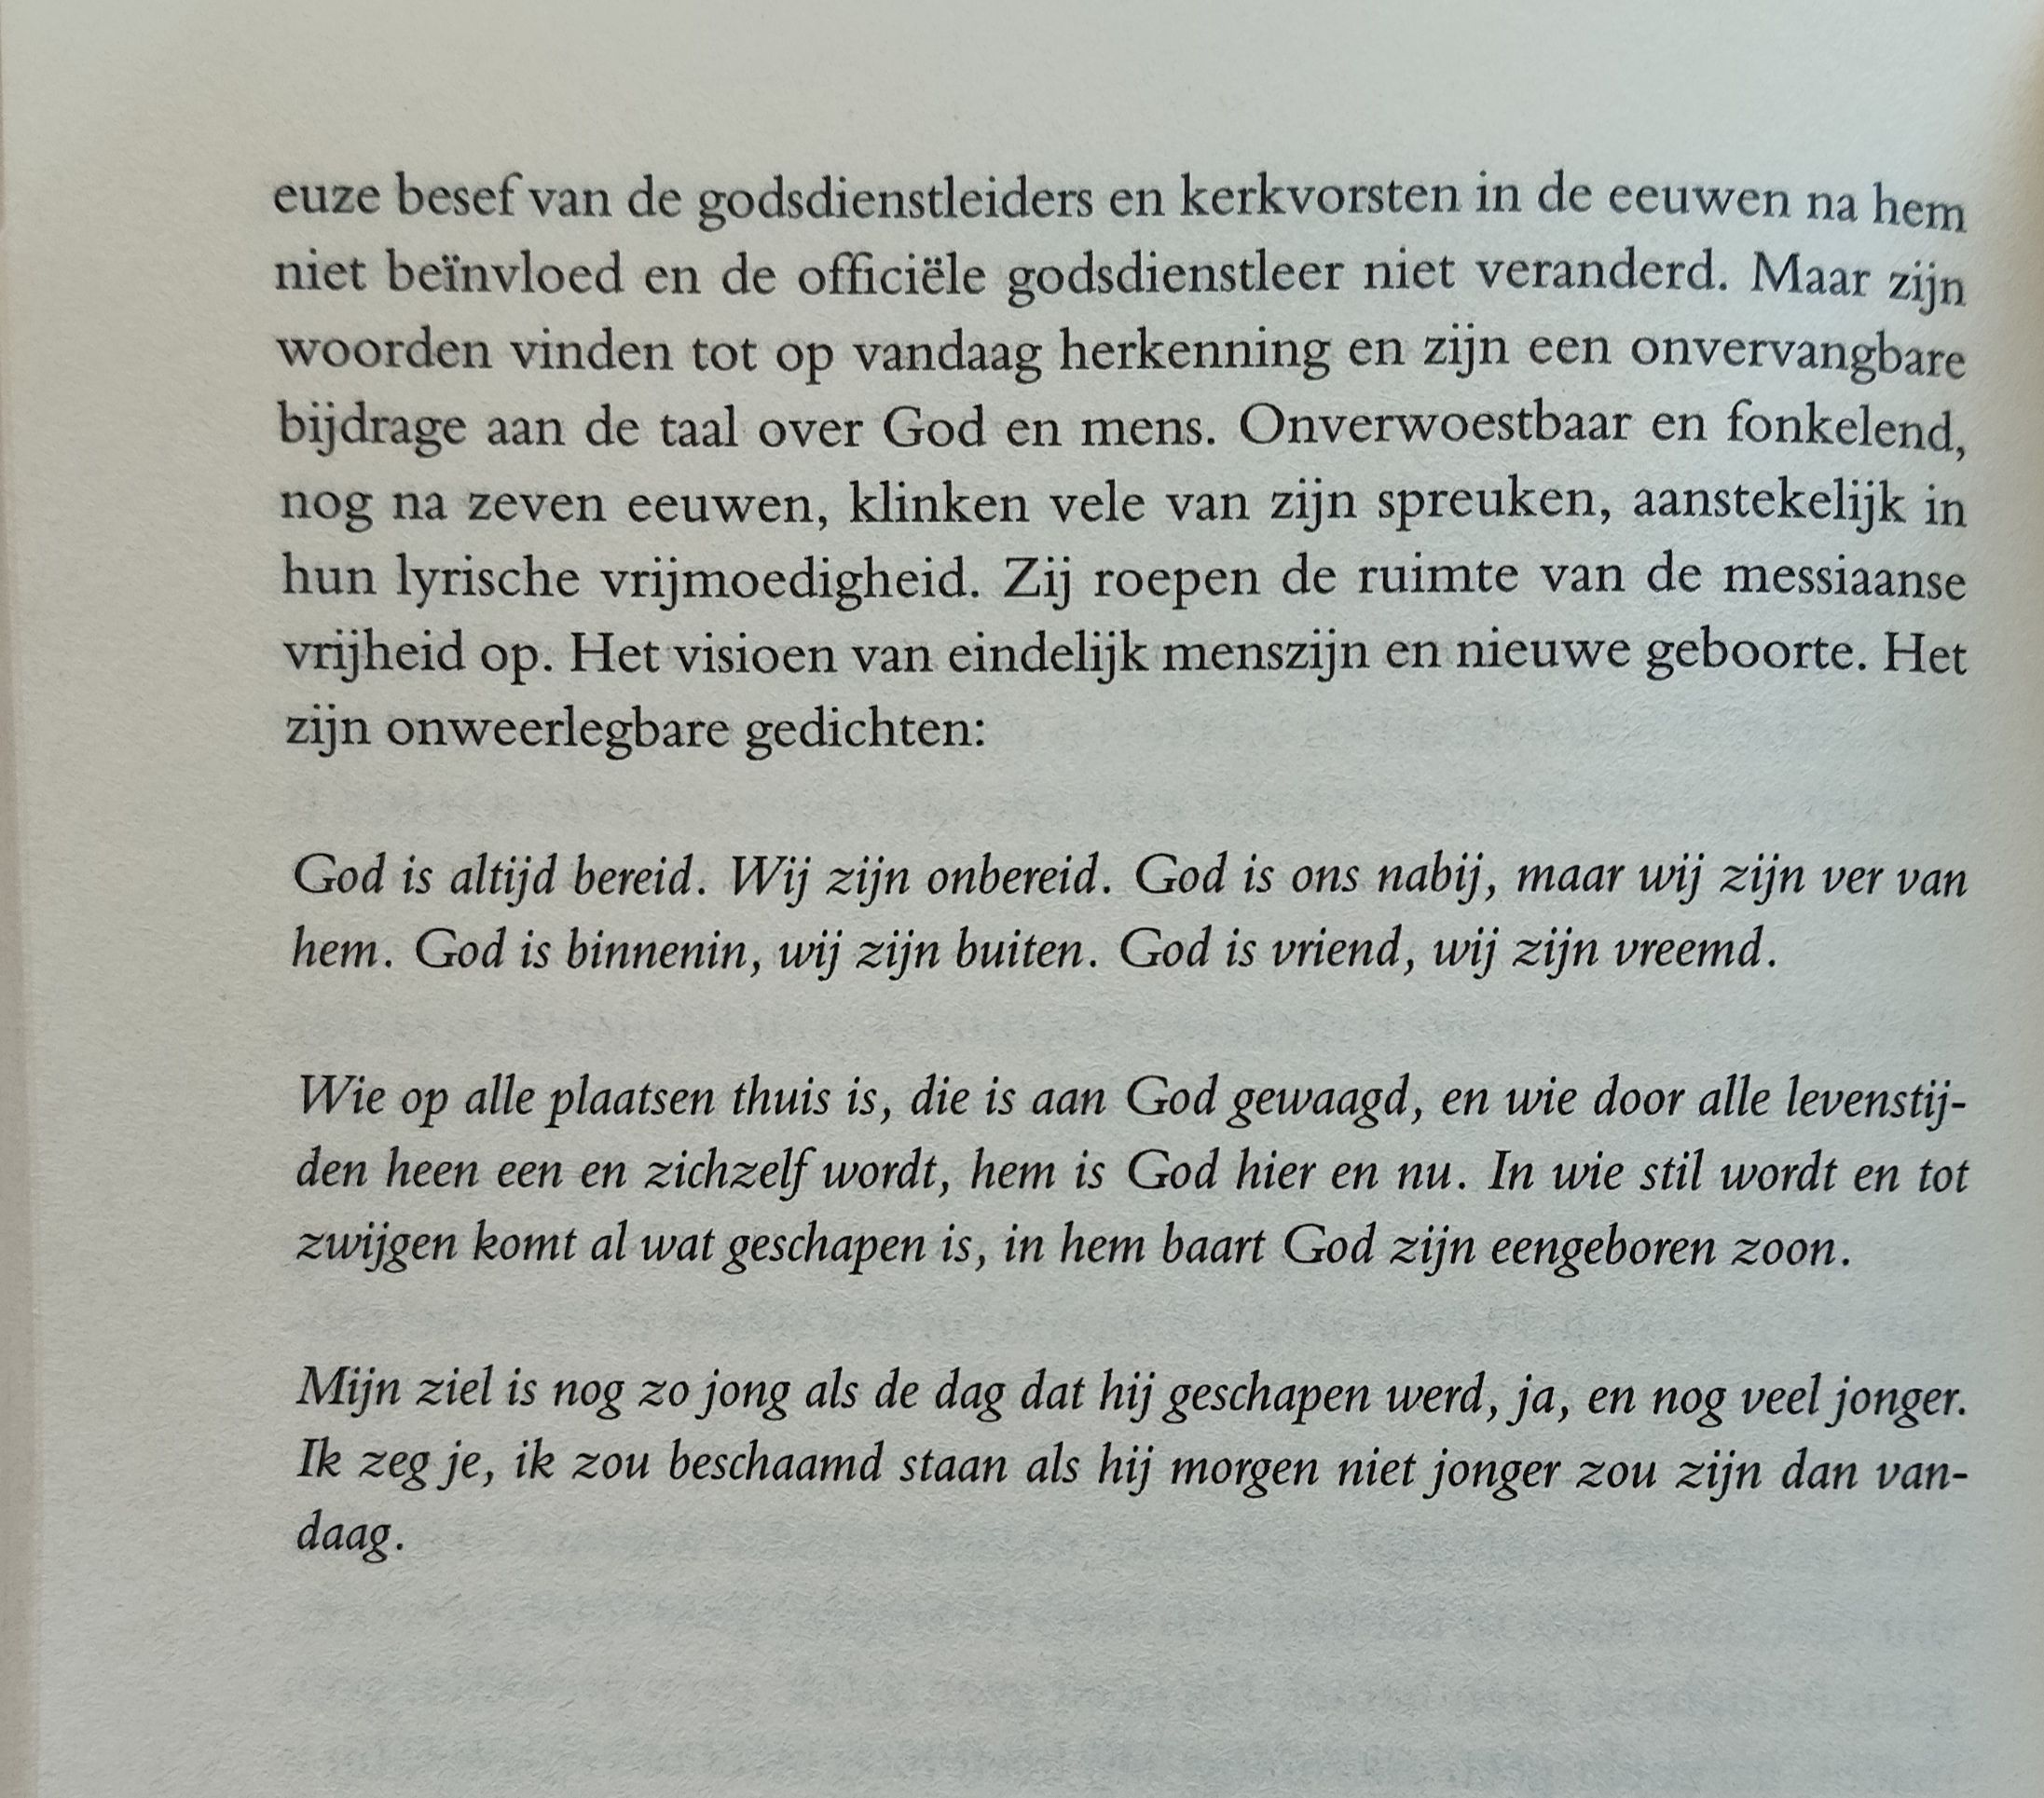 euze besef van de godsdienstleiders en kerkvorsten in de eeuwen na hem
niet beïnvloed en de officiële godsdienstleer niet veranderd. Maar zijn
woorden vinden tot op vandaag herkenning en zijn een onvervangbare
bijdrage aan de taal over God en mens. Onverwoestbaar en fonkelend,
nog na zeven eeuwen, klinken vele van zijn spreuken, aanstekelijk in
hun lyrische vrijmoedigheid. Zij roepen de ruimte van de messiaanse
vrijheid op. Het visioen van eindelijk menszijn en nieuwe geboorte. Het
zijn onweerlegbare gedichten:
God is altijd bereid. Wij zijn onbereid. God is ons nabij, maar wij zijn ver van
hem. God is binnenin, wij zijn buiten. God is vriend, wij zijn vreemd.
Wie op alle plaatsen thuis is, die is aan God gewaagd, en wie door alle levenstij-
den heen een en zichzelf wordt, hem is God hier en nu. In wie stil wordt en tot
zwijgen komt al wat geschapen is, in hem baart God zijn eengeboren zoon.
Mijn ziel is nog zo jong als de dag dat hij geschapen werd, ja, en nog veel jonger.
Ik zeg je, ik zou beschaamd staan als hij morgen niet jonger zou zijn dan van-
daag.